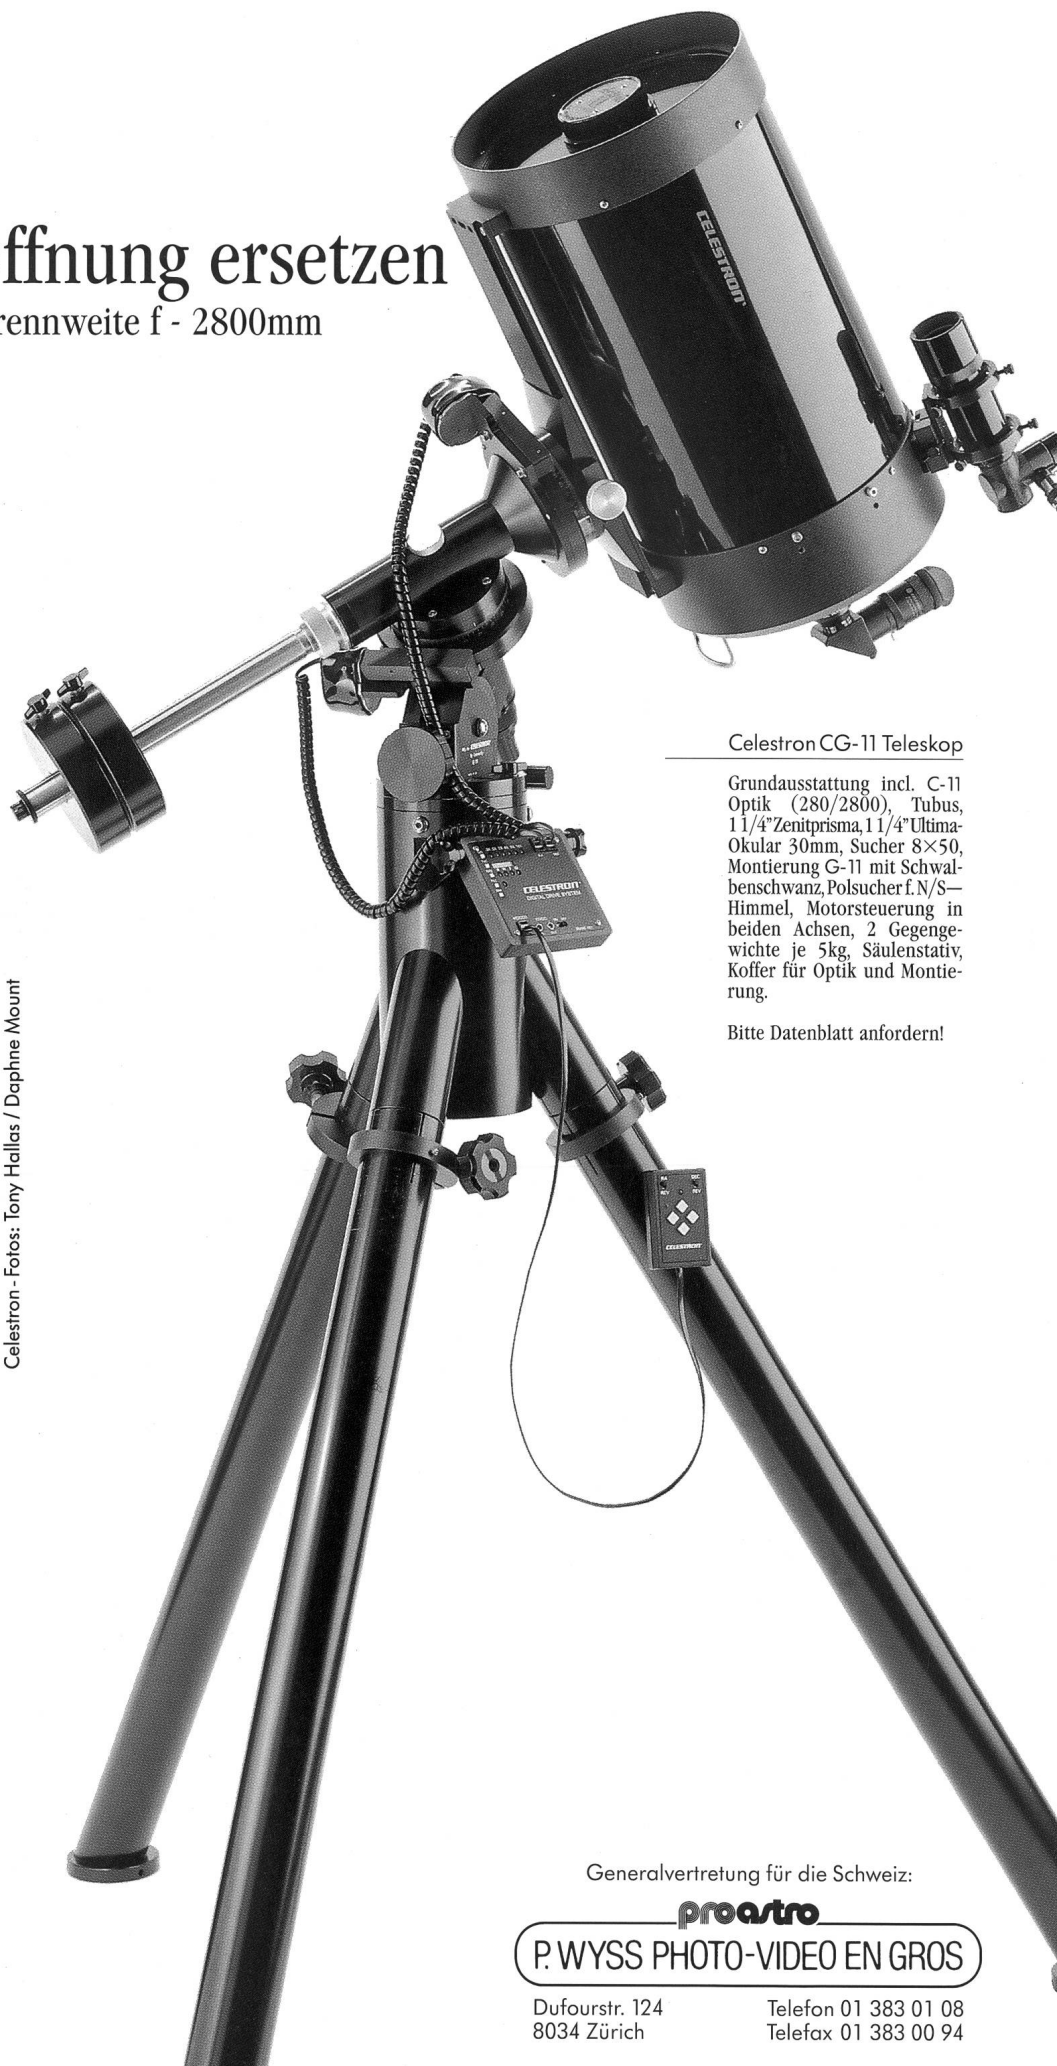 ffnung ersetzen
rennweite f - 2800mm
CELESTRON
Celestron CG-11 Teleskop
Grundausstattung incl. C-11
Optik (280/2800), Tubus,
1 1/4” Zenitprisma, 1 1/4” Ultima-
Okular 30mm, Sucher 8×50,
Montierung G-11 mit Schwal-
benschwanz, Polsucher f. N/S—
Himmel, Motorsteuerung in
beiden Achsen, 2 Gegenge-
wichte je 5kg, Säulenstativ,
Koffer für Optik und Montie-
rung.
Bitte Datenblatt anfordern!
CELESTRON
DIGITAL DRIVE SYSTEM
RA DEC
REV REV
CELESTRON
Celestron - Fotos: Tony Hallas / Daphne Mount
Generalvertretung für die Schweiz:
proastro
P. WYSS PHOTO-VIDEO EN GROS
Dufourstr. 124
8034 Zürich
Telefon 01 383 01 08
Telefax 01 383 00 94